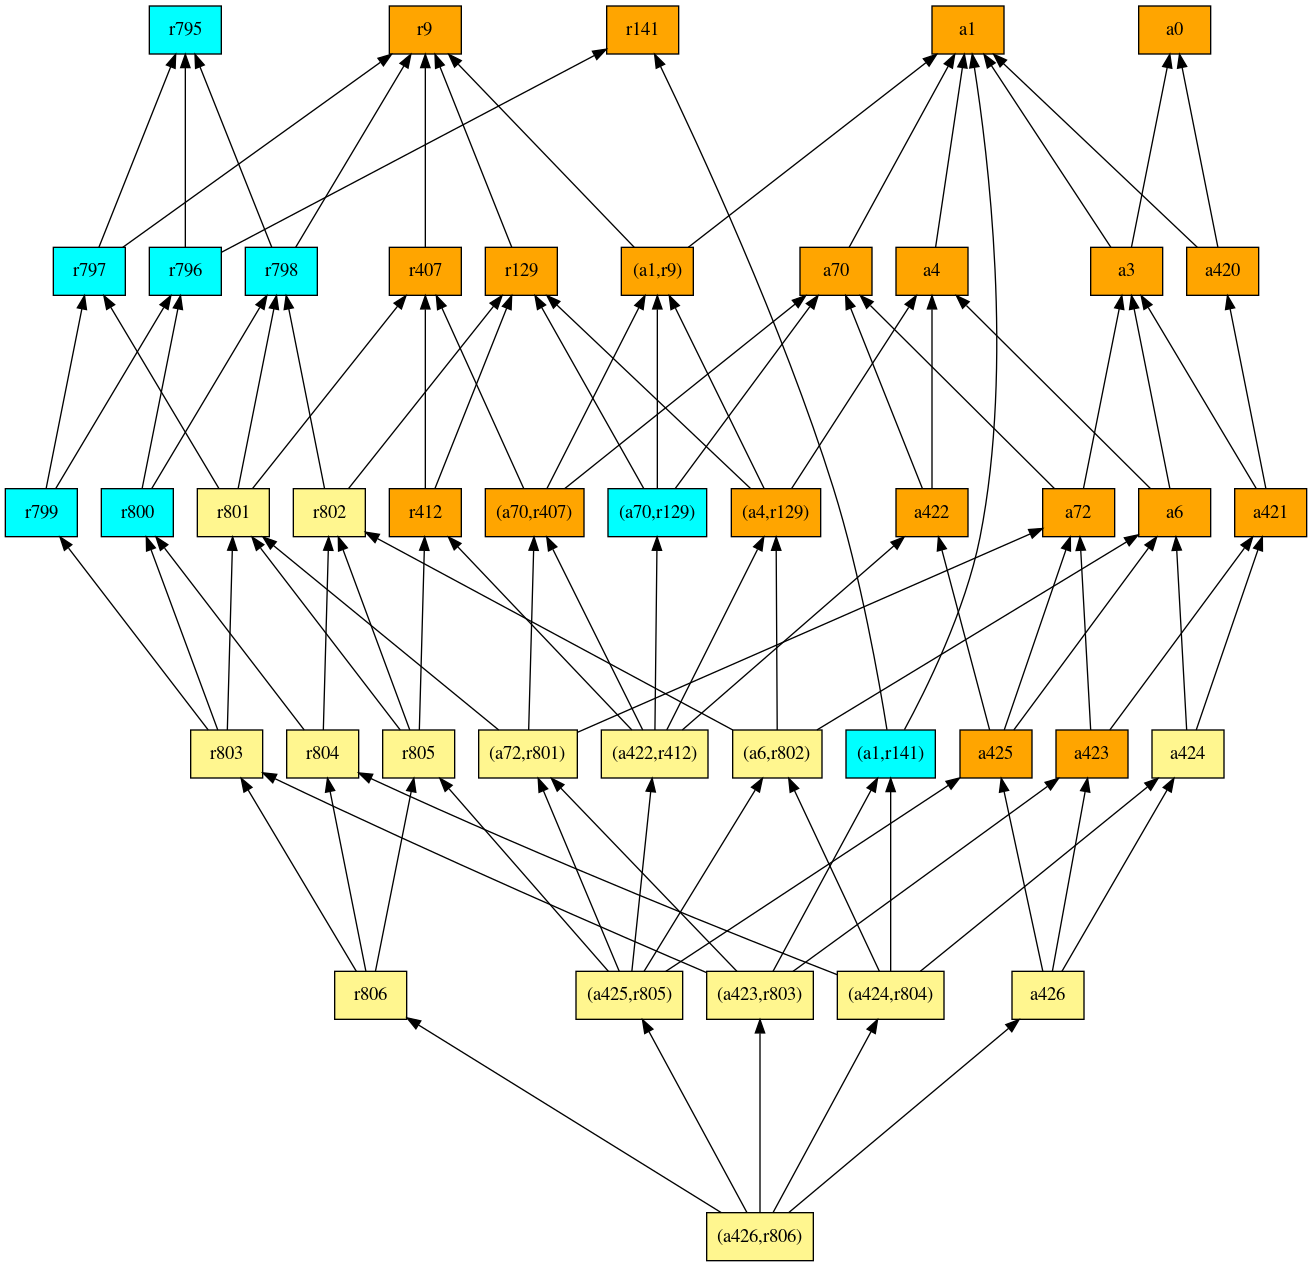 r795
r9
r141
a1
a0
r797
r796
r798
r407
r129
(a1,r9)
a70
a4
a3
a420
r799
r800
r801
r802
r412
(a70,r407)
(a70,r129)
(a4,r129)
a422
a72
a6
a421
r803
r804
r805
(a72,r801)
(a422,r412)
(a6,r802)
(a1,r141)
a425
a423
a424
r806
(a425,r805)
(a423,r803)
(a424,r804)
a426
(a426,r806)